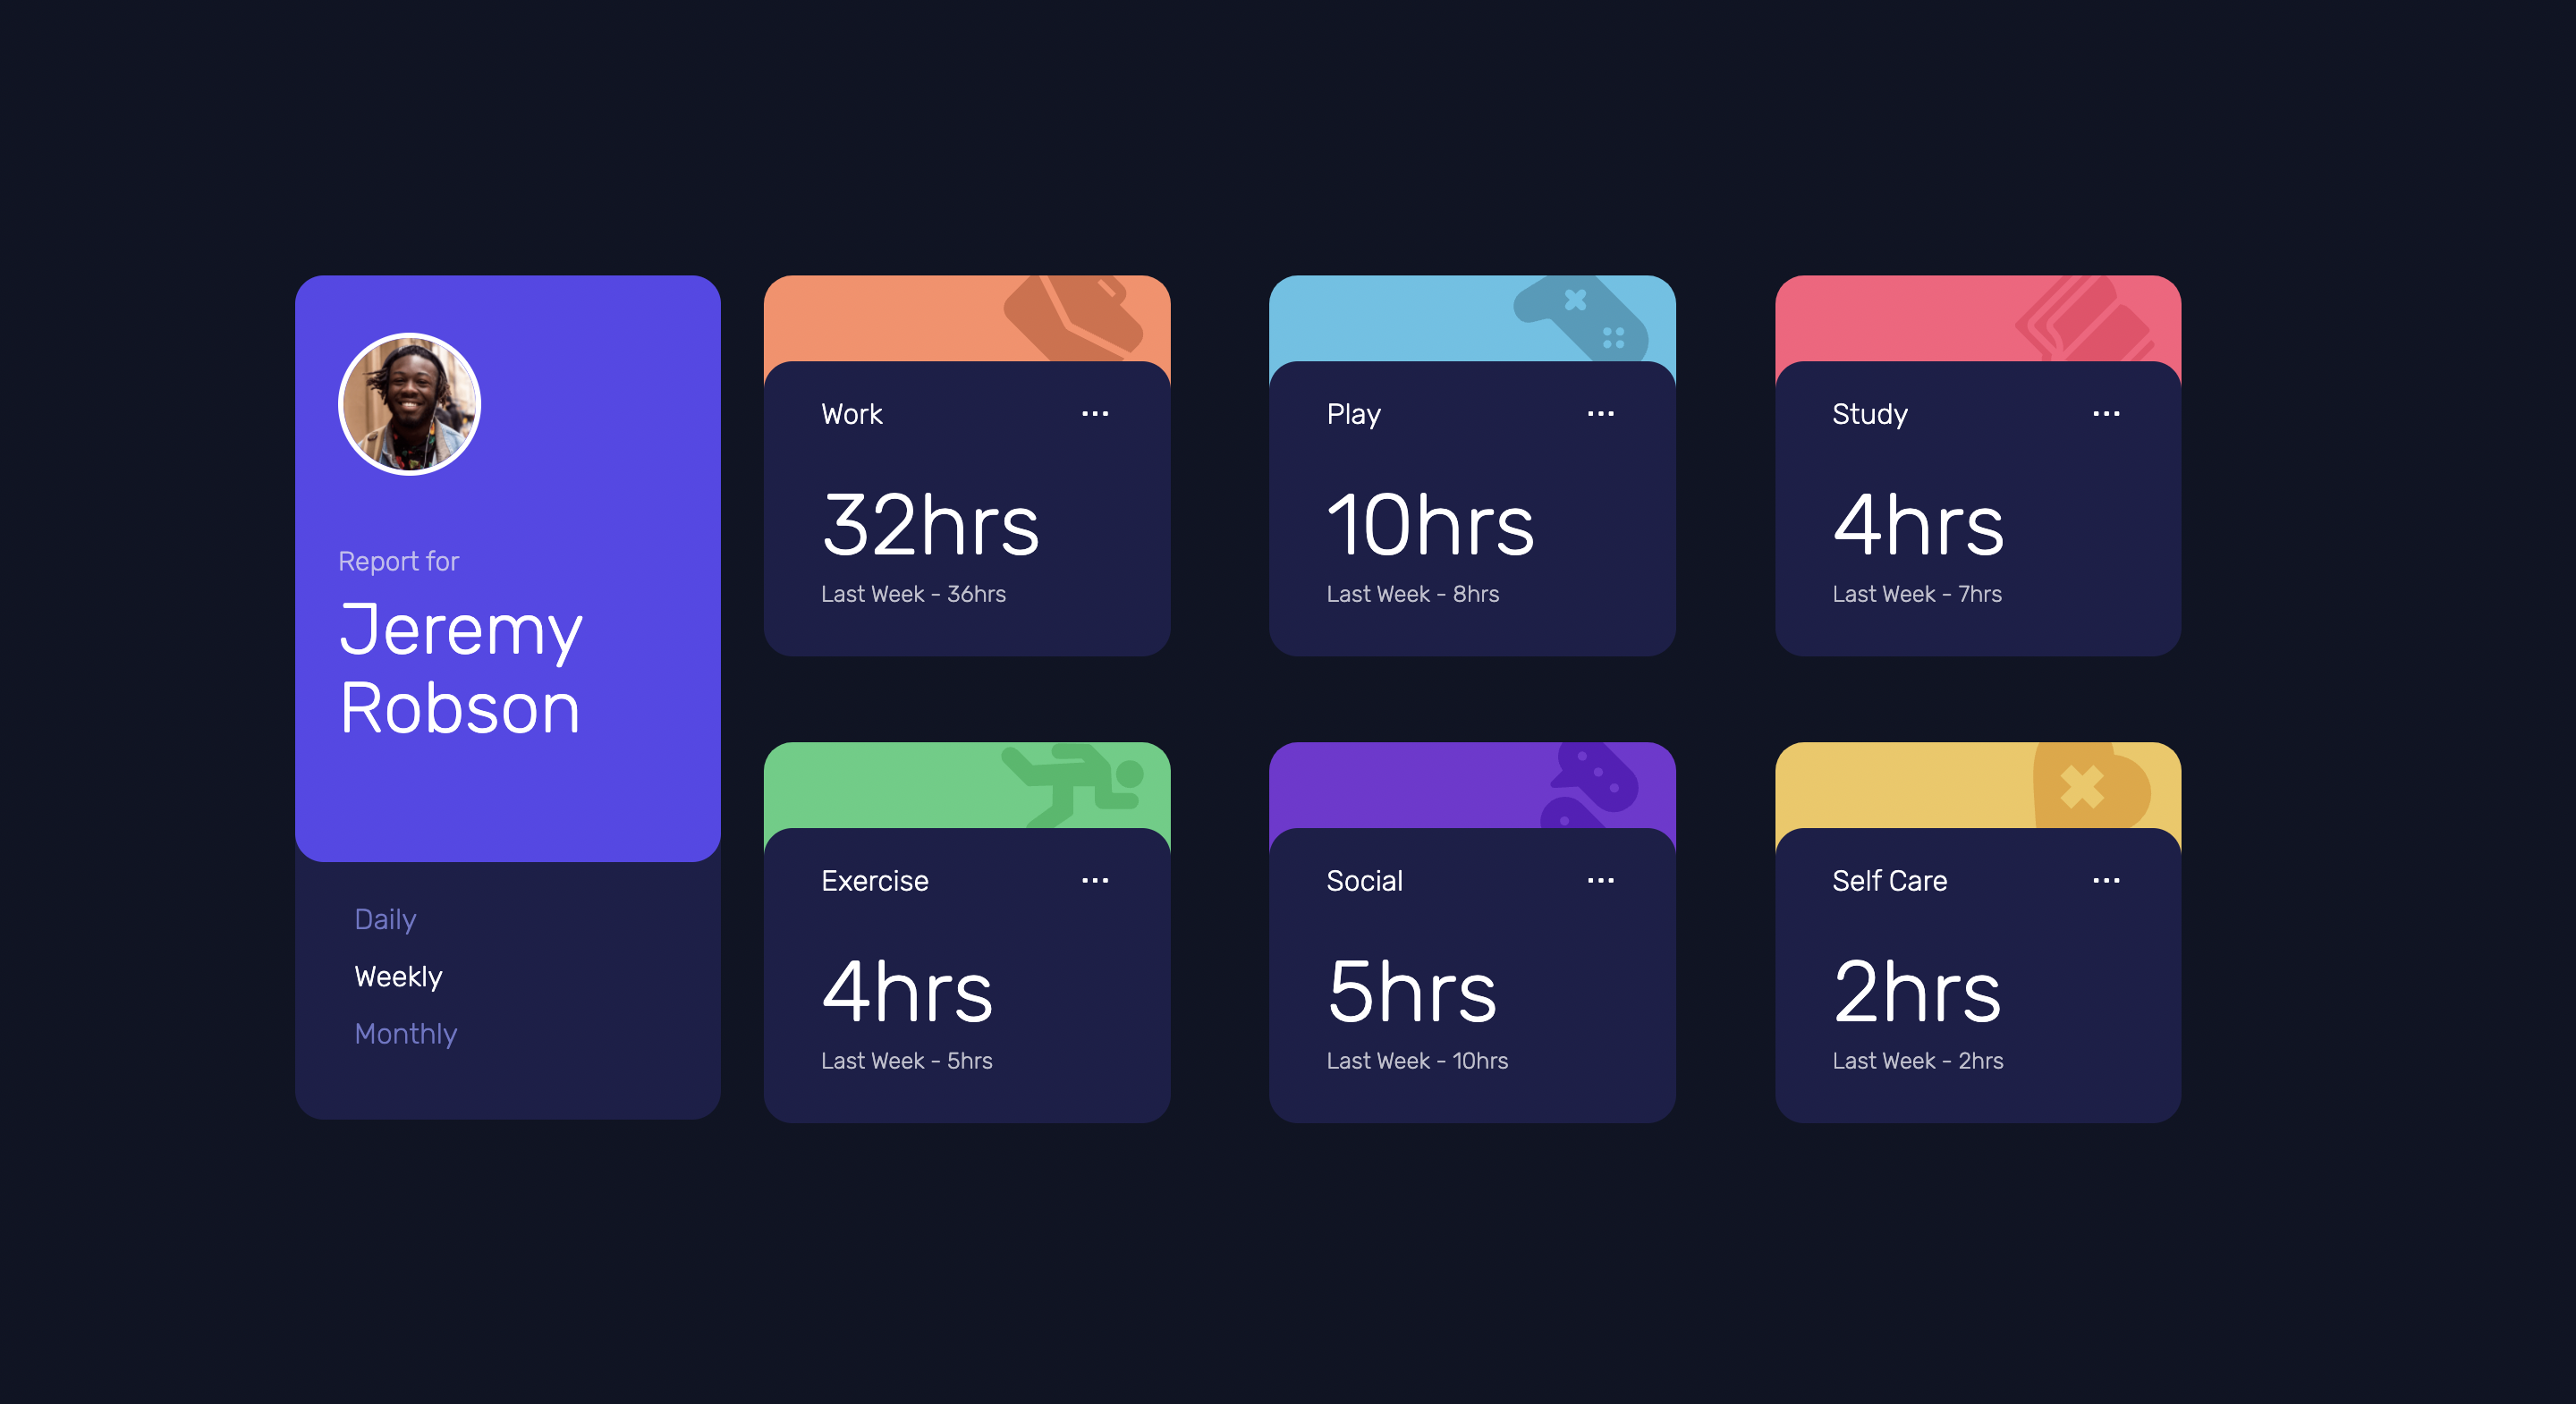 Report for
Jeremy
Robson
Daily
Weekly
Monthly
Work
32hrs
Last Week - 36hrs
Play
10hrs
Last Week - 8hrs
Study
4hrs
Last Week - 7hrs
Exercise
4hrs
Last Week - 5hrs
Social
5hrs
Last Week - 10hrs
Self Care
2hrs
Last Week - 2hrs